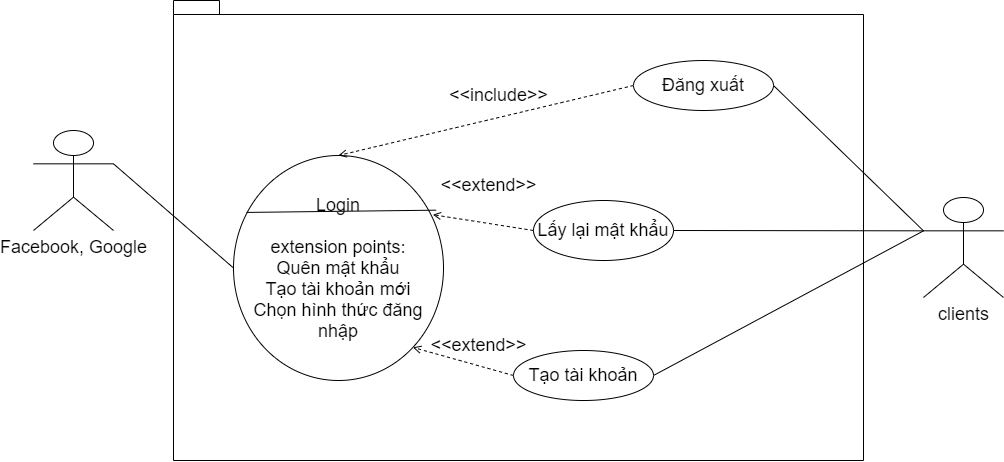 Đăng xuất
<<include>>
<<extend>>
Login
Lấy lại mật khẩu
Facebook, Google
extension points:
Quên mật khẩu
Tạo tài khoản mới
Chọn hình thức đăng
nhập
clients
<<extend>>
Tạo tài khoản